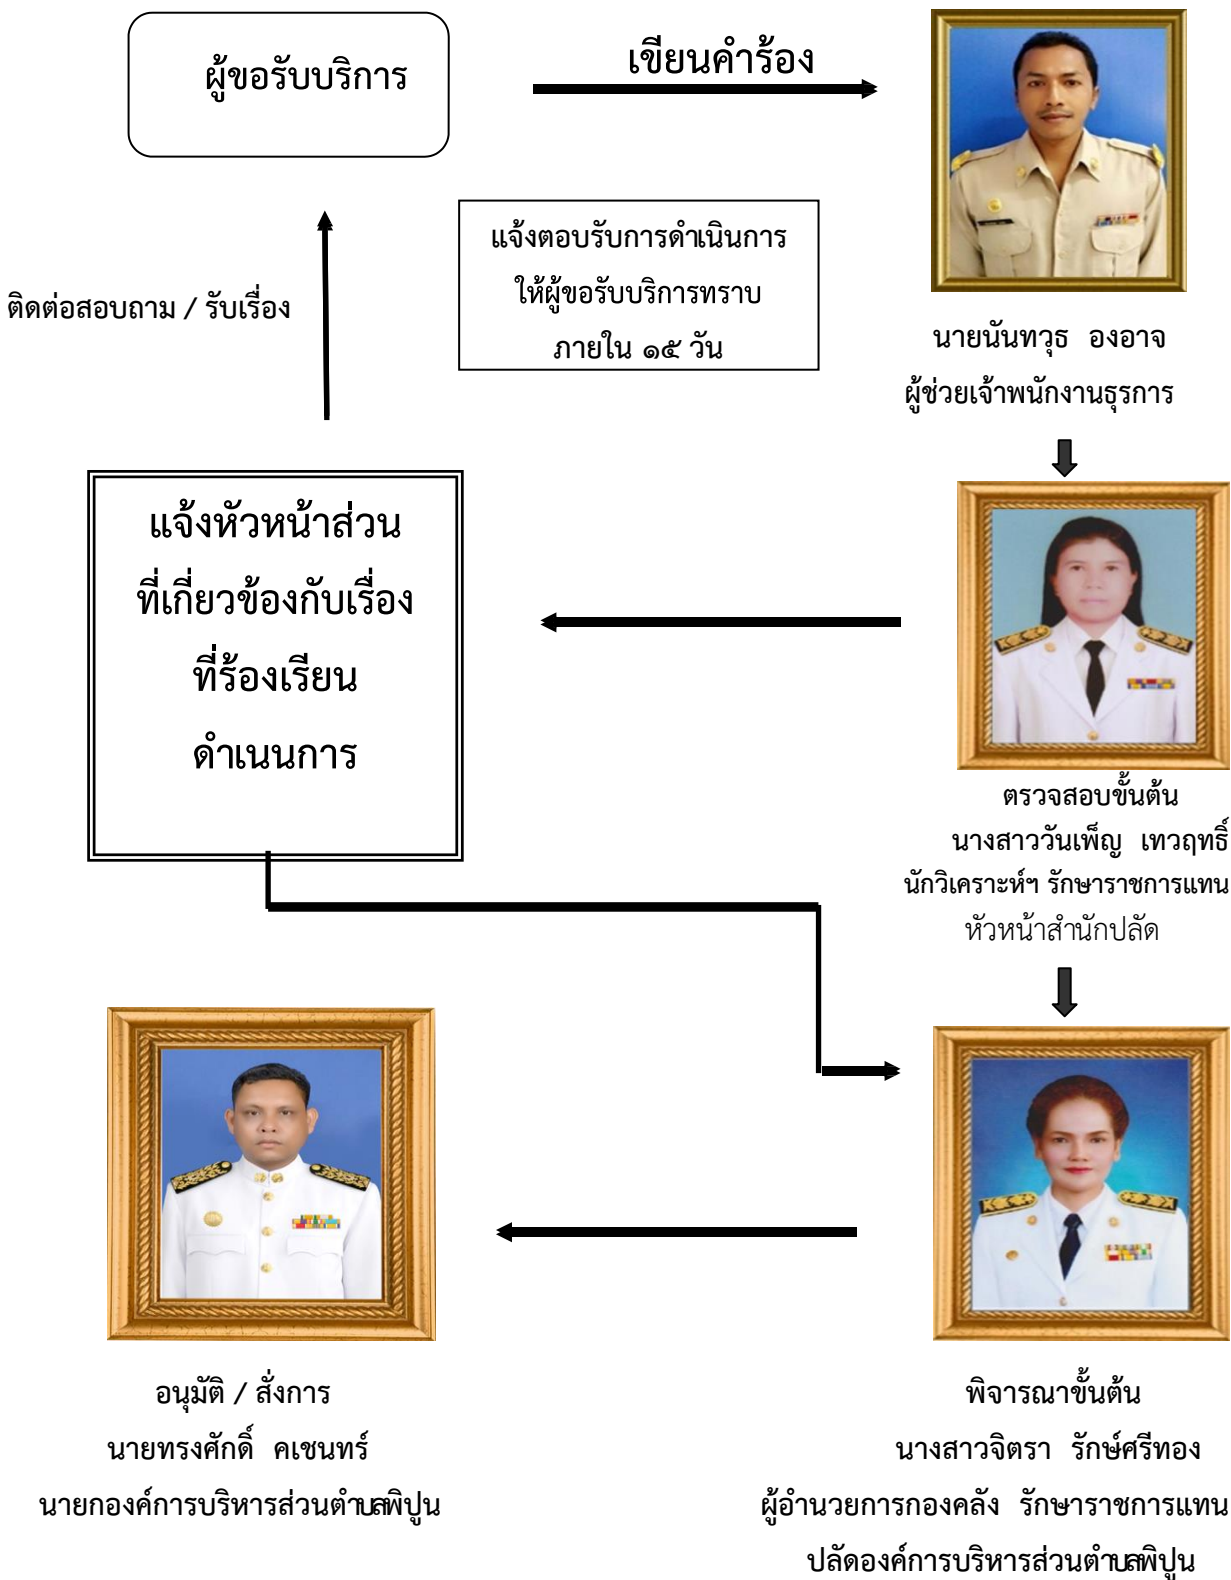 ผู้ขอรับบริการ
เขียนคำร้อง
แจ้งตอบรับการดำเนินการ
ให้ผู้ขอรับบริการทราบ
ภายใน ๑๕ วัน
ติดต่อสอบถาม / รับเรื่อง
นายนันทวุธ องอาจ
ผู้ช่วยเจ้าพนักงานธุรการ
แจ้งหัวหน้าส่วน
ที่เกี่ยวข้องกับเรื่อง
ที่ร้องเรียน
ดำเนนการ
ตรวจสอบขั้นต้น
นางสาววันเพ็ญ เทวฤทธิ์
นักวิเคราะห์ฯ รักษาราชการแทน
หัวหน้าสำนักปลัด
อนุมัติ / สั่งการ
นายทรงศักดิ์ คเชนทร์
นายกองค์การบริหารส่วนตำบลพิปูน
พิจารณาขั้นต้น
นางสาวจิตรา รักษ์ศรีทอง
ผู้อำนวยการกองคลัง รักษาราชการแทน
ปลัดองค์การบริหารส่วนตำบลพิปูน